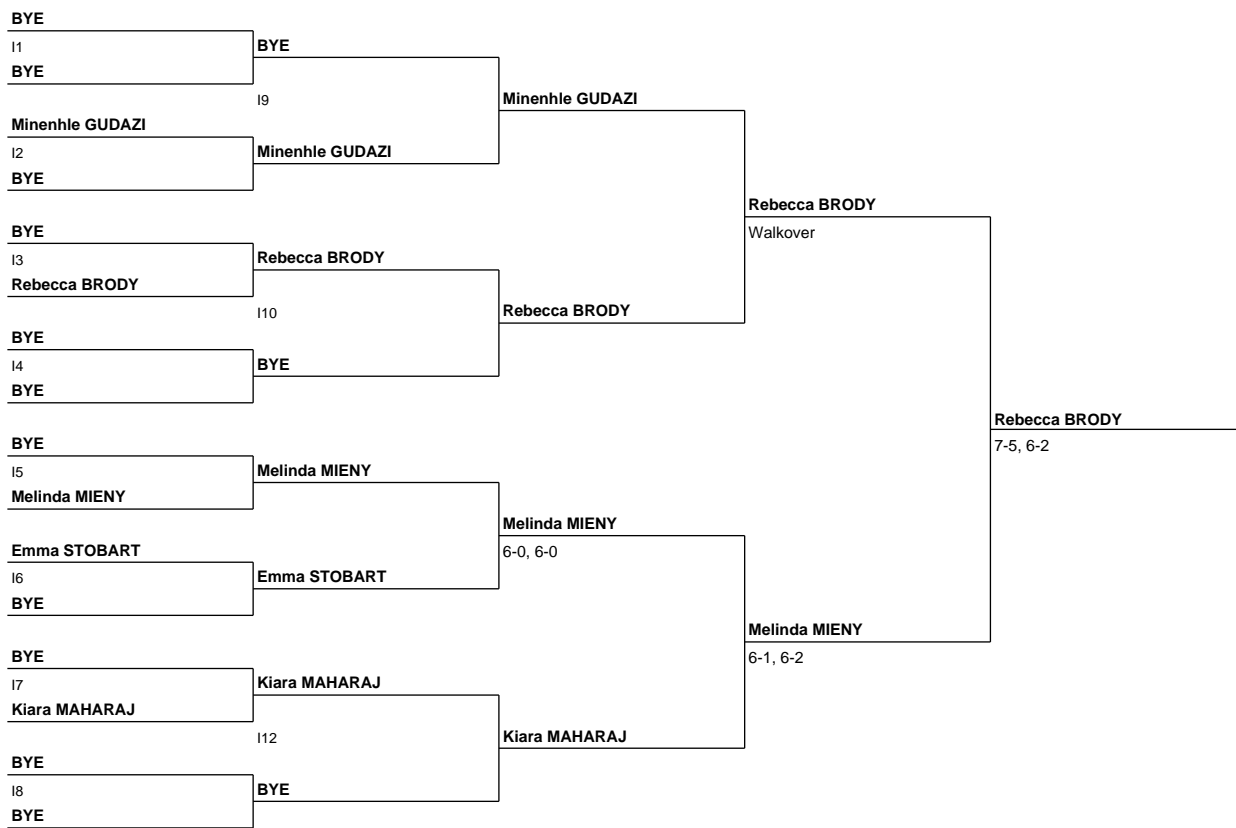 BYE
I1
BYE
BYE
I9
Minenhle GUDAZI
Minenhle GUDAZI
I2
BYE
Minenhle GUDAZI
Rebecca BRODY
Walkover
BYE
I3
Rebecca BRODY
Rebecca BRODY
I10
Rebecca BRODY
BYE
I4
BYE
BYE
Rebecca BRODY
7-5, 6-2
BYE
I5
Melinda MIENY
Melinda MIENY
Melinda MIENY
6-0, 6-0
Emma STOBART
I6
BYE
Emma STOBART
Melinda MIENY
6-1, 6-2
BYE
I7
Kiara MAHARAJ
Kiara MAHARAJ
I12
Kiara MAHARAJ
BYE
I8
BYE
BYE